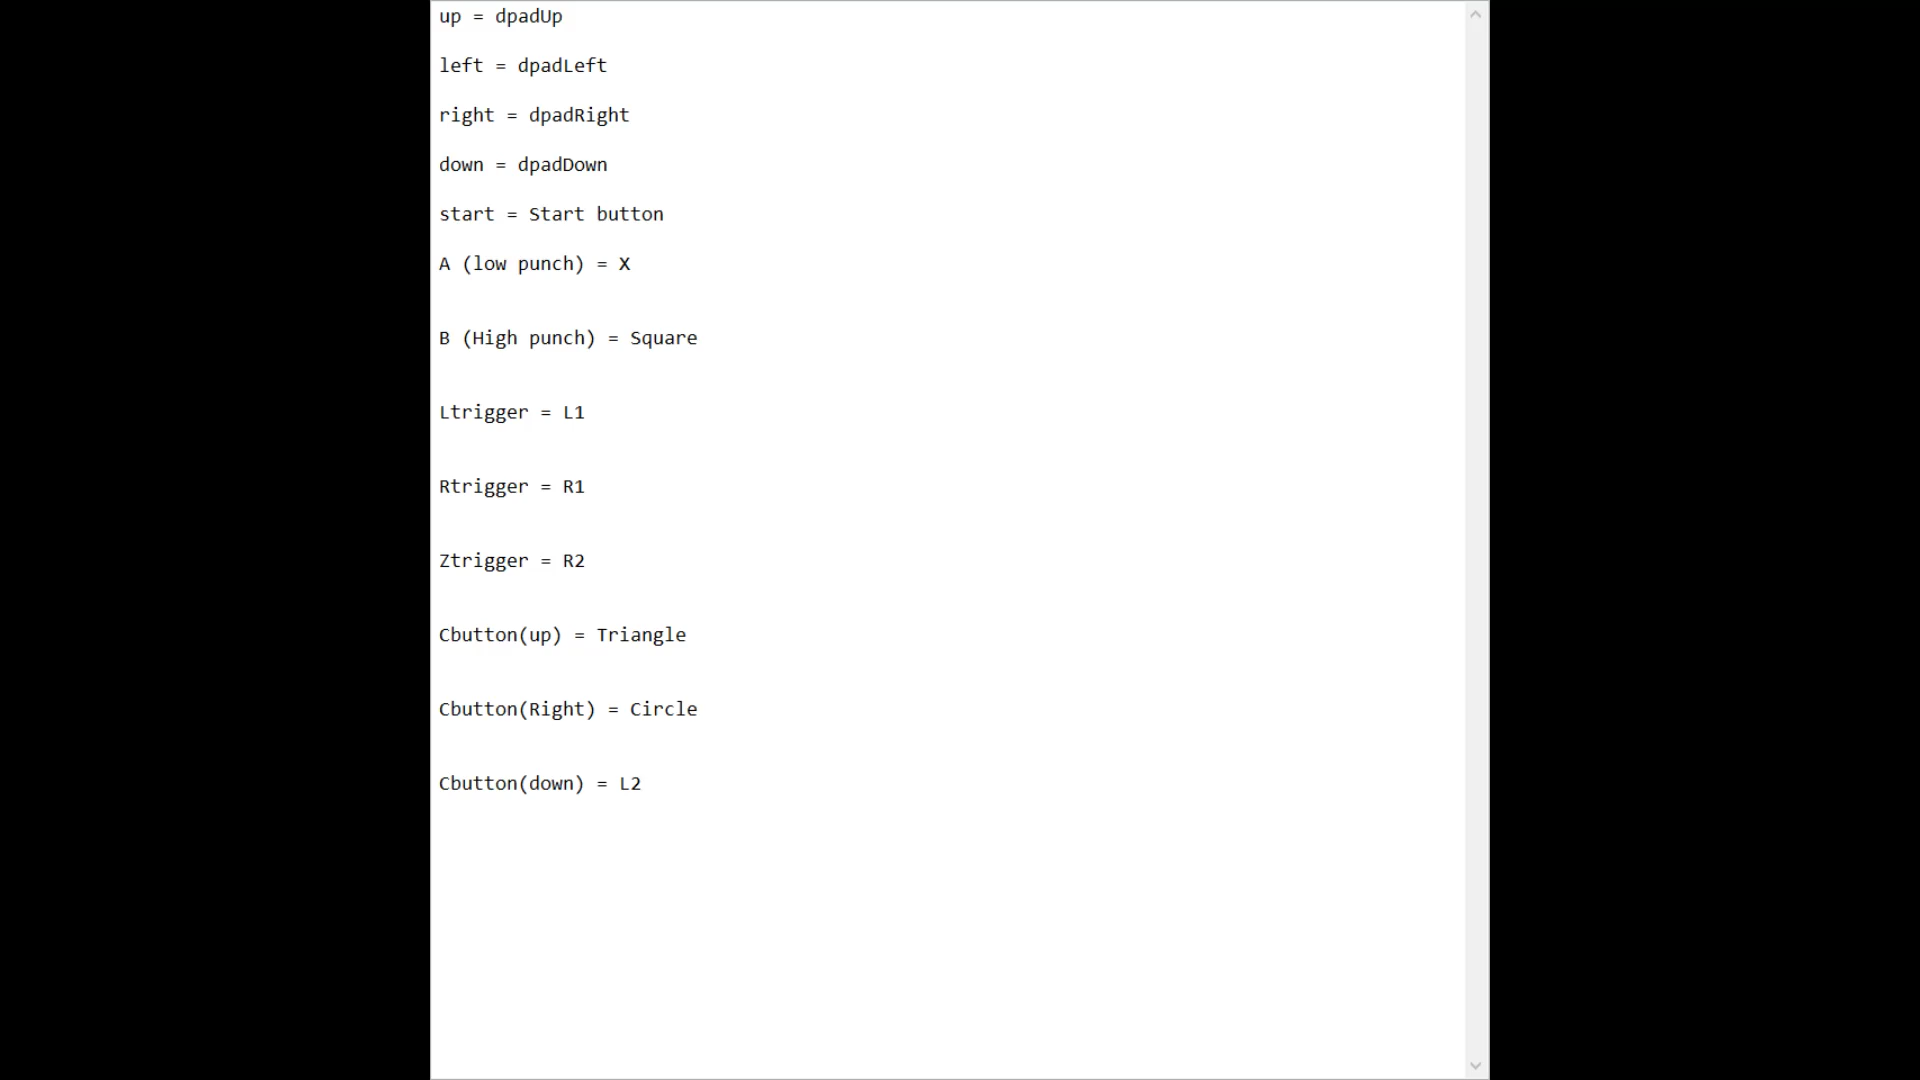 up = dpadUp
left = dpadLeft
right = dpadRight
down = dpadDown
start = Start button
A (low punch) = X
B (High punch) = Square
Ltrigger = L1
Rtrigger = R1
Ztrigger = R2
Cbutton(up) = Triangle
Cbutton(Right) = Circle
Cbutton(down) = L2